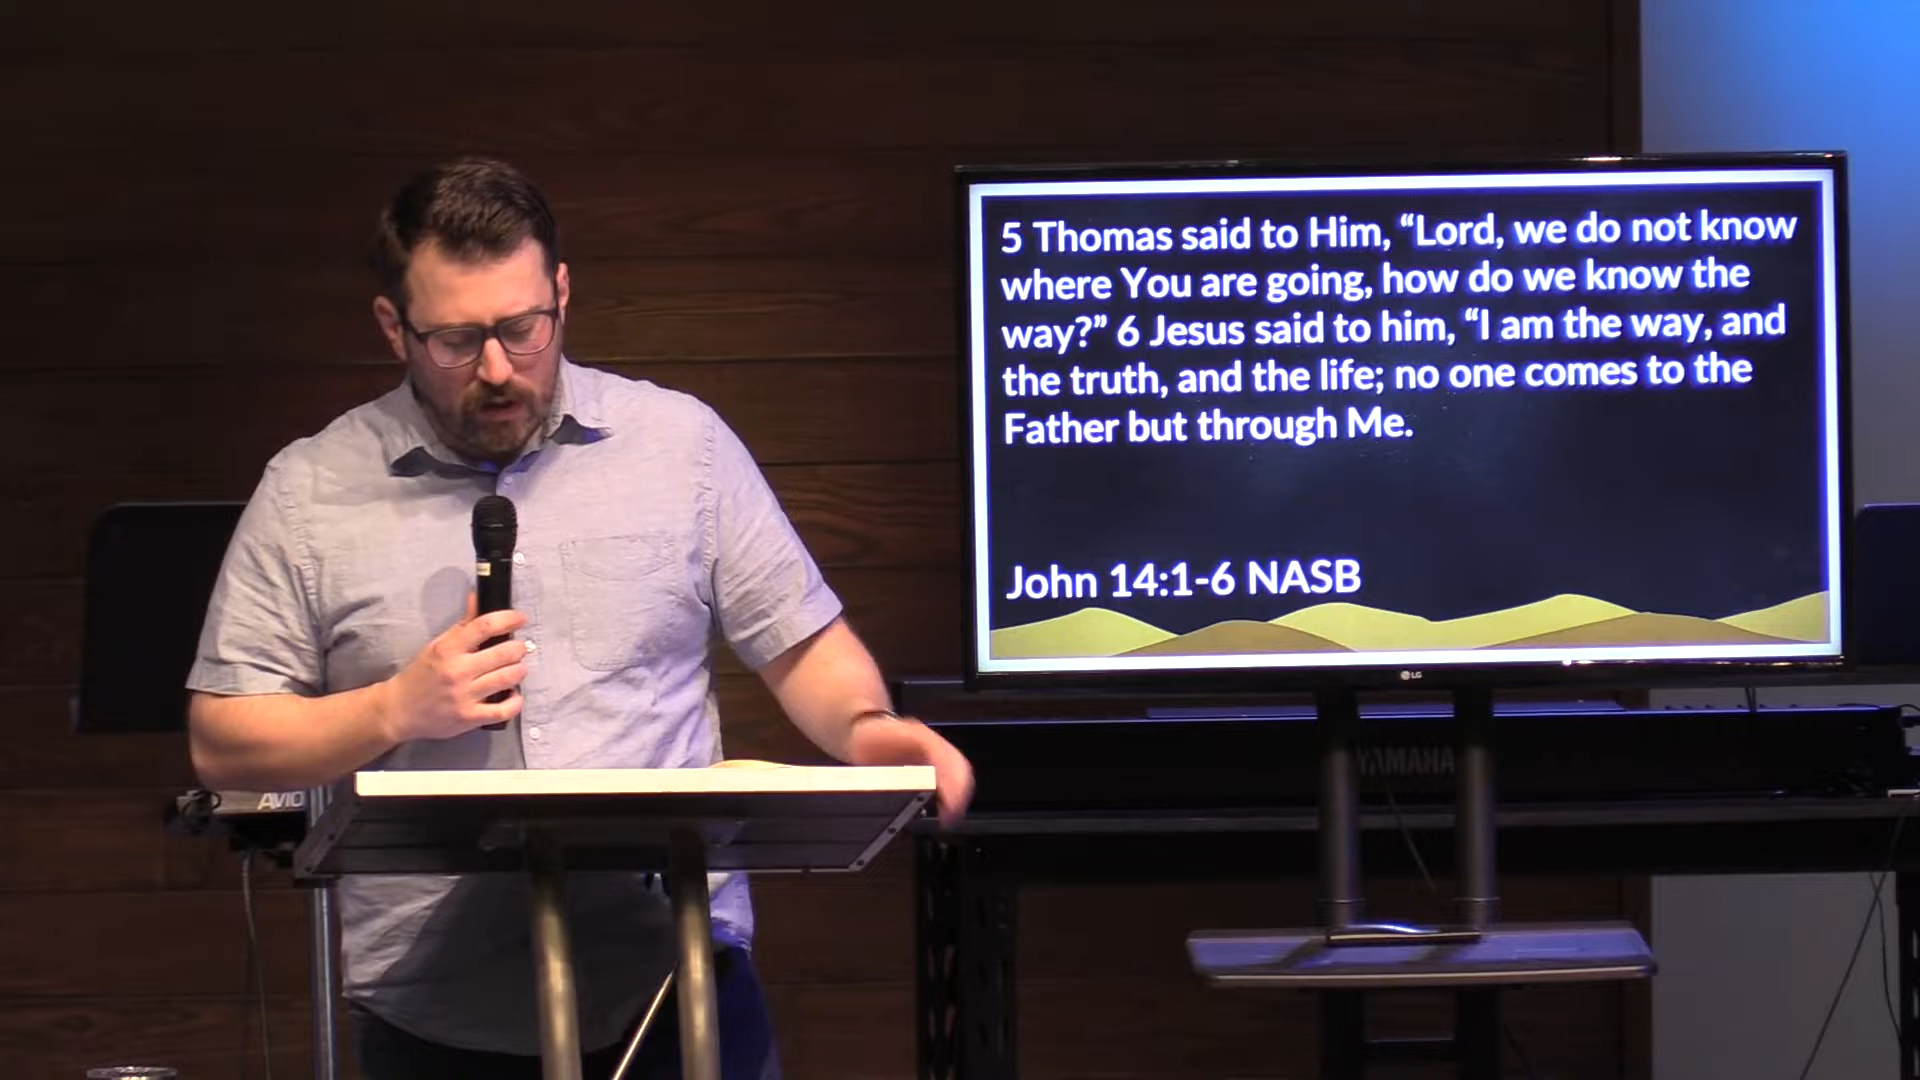 5 Thomas said to Him, “Lord, we do not know
where You are going, how do we know the
way?” 6 Jesus said to him, “I am the way, and
the truth, and the life; no one comes to the
Father but through Me.
John 14:1-6 NASB
LG
YAMAHA
AVIO